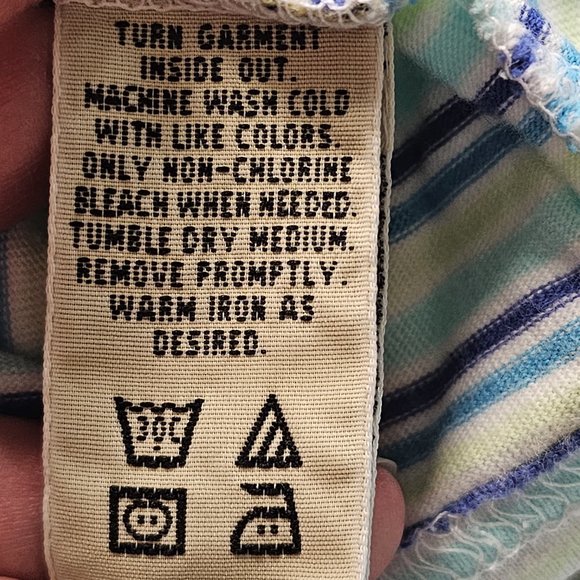 TURN GARMENT
INSIDE OUT.
MACHINE WASH COLD
WITH LIKE COLORS.
ONLY NON-CHLORINE
BLEACH WHEN NEEDED.
TUMBLE DRY MEDIUM.
REMOVE PROMPTLY.
WARM IRON AS
DESIRED.
30C